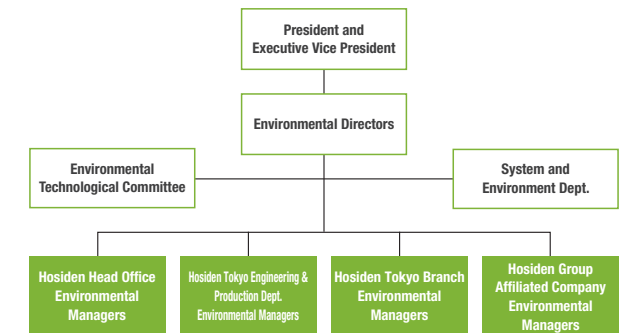 President and
Executive Vice President
Environmental Directors
Environmental
Technological Committee
System and
Environment Dept.
Hosiden Head Office
Environmental
Managers
Hosiden Tokyo Engineering &
Production Dept.
Environmental Managers
Hosiden Tokyo Branch
Environmental
Managers
Hosiden Group
Affiliated Company
Environmental
Managers